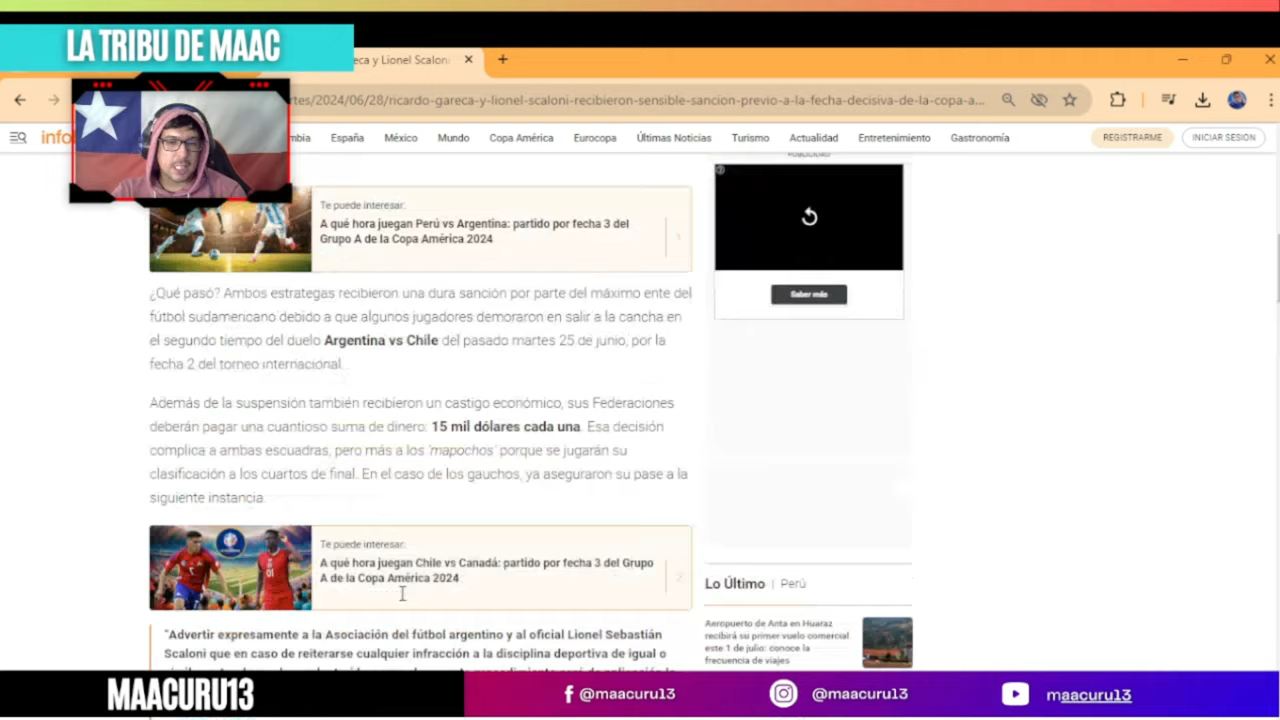 LA TRIBU DE MAAC
eca y Lionel Scalon
rtes/2024/06/28/ricardo-gareca-y-lionel-scaloni-recibieron-sensible-sancion-previo-a-la-fecha-decisiva-de-la-copa-a...
info
mbia España México Mundo Copa América Eurocopa Últimas Noticias Turismo Actualidad Entretenimiento Gastronomía REGISTRARME INICIAR SESION
PUBLICIDAD
Te puede interesar:
A qué hora juegan Perú vs Argentina: partido por fecha 3 del
Grupo A de la Copa América 2024
1
¿Qué pasó? Ambos estrategas recibieron una dura sanción por parte del máximo ente del
fútbol sudamericano debido a que algunos jugadores demoraron en salir a la cancha en
el segundo tiempo del duelo Argentina vs Chile del pasado martes 25 de junio, por la
fecha 2 del torneo internacional.
Además de la suspensión también recibieron un castigo económico, sus Federaciones
deberán pagar una cuantioso suma de dinero: 15 mil dólares cada una. Esa decisión
complica a ambas escuadras, pero más a los ‘mapochos’ porque se jugarán su
clasificación a los cuartos de final. En el caso de los gauchos, ya aseguraron su pase a la
siguiente instancia.
Te puede interesar:
A qué hora juegan Chile vs Canadá: partido por fecha 3 del Grupo
A de la Copa América 2024
2
"Advertir expresamente a la Asociación del fútbol argentino y al oficial Lionel Sebastián
Scaloni que en caso de reiterarse cualquier infracción a la disciplina deportiva de igual o
Saber más
Lo Último | Perú
Aeropuerto de Anta en Huaraz
recibirá su primer vuelo comercial
este 1 de julio: conoce la
frecuencia de viajes
MAACURU13
@maacuru13
@maacuru13
maacuru13